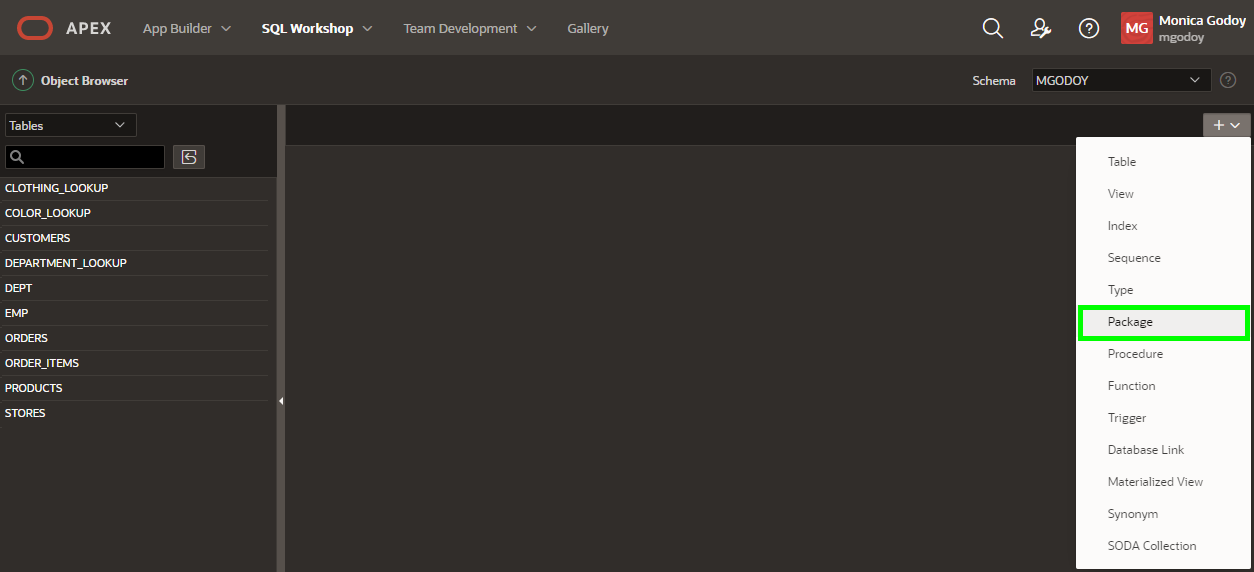 APEX App Builder SQL Workshop Team Development Gallery MG Monica Godoy
mgodoy
Object Browser Schema MGODOY
Tables
CLOTHING_LOOKUP
COLOR_LOOKUP
CUSTOMERS
DEPARTMENT_LOOKUP
DEPT
EMP
ORDERS
ORDER_ITEMS
PRODUCTS
STORES
Table
View
Index
Sequence
Type
Package
Procedure
Function
Trigger
Database Link
Materialized View
Synonym
SODA Collection